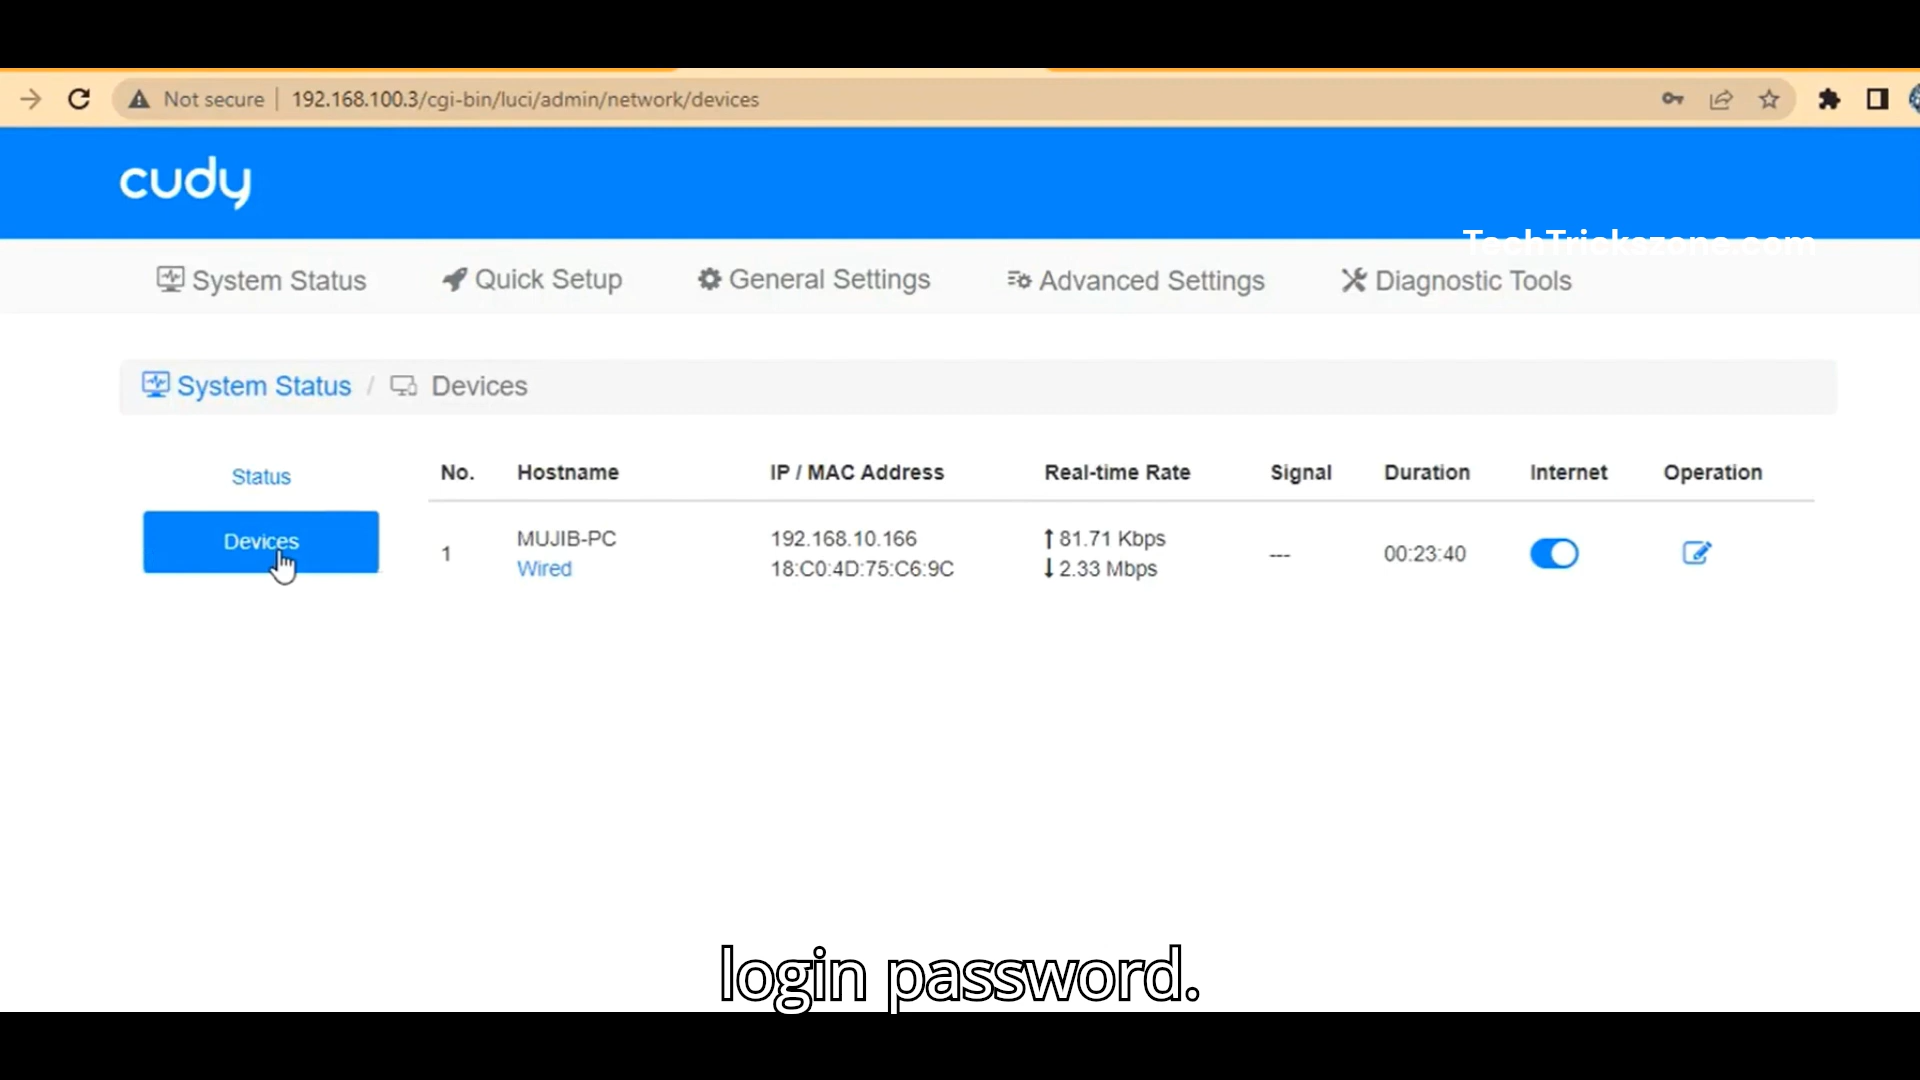 Not secure | 192.168.100.3/cgi-bin/luci/admin/network/devices
cudy
TechTrickszone.com
System Status Quick Setup General Settings Advanced Settings Diagnostic Tools
System Status / Devices
Status
Devices
No. Hostname IP / MAC Address Real-time Rate Signal Duration Internet Operation
1 MUJIB-PC 192.168.10.166 ↑ 81.71 Kbps --- 00:23:40
Wired 18:C0:4D:75:C6:9C ↓ 2.33 Mbps
login password.